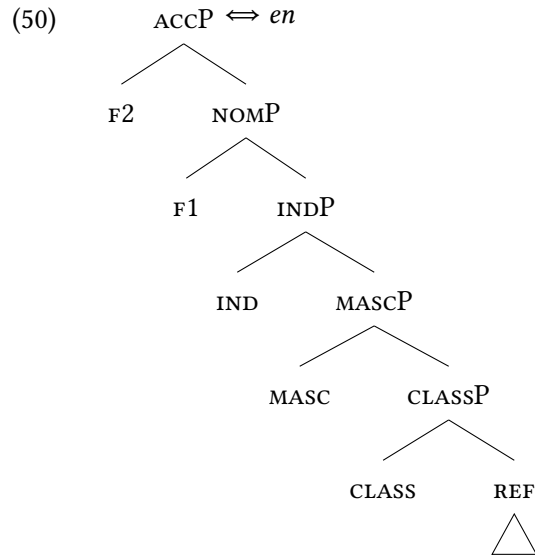 (50) ACCP ⇔ en
F2 NOMP
F1 INDP
IND MASCP
MASC CLASSP
CLASS REF